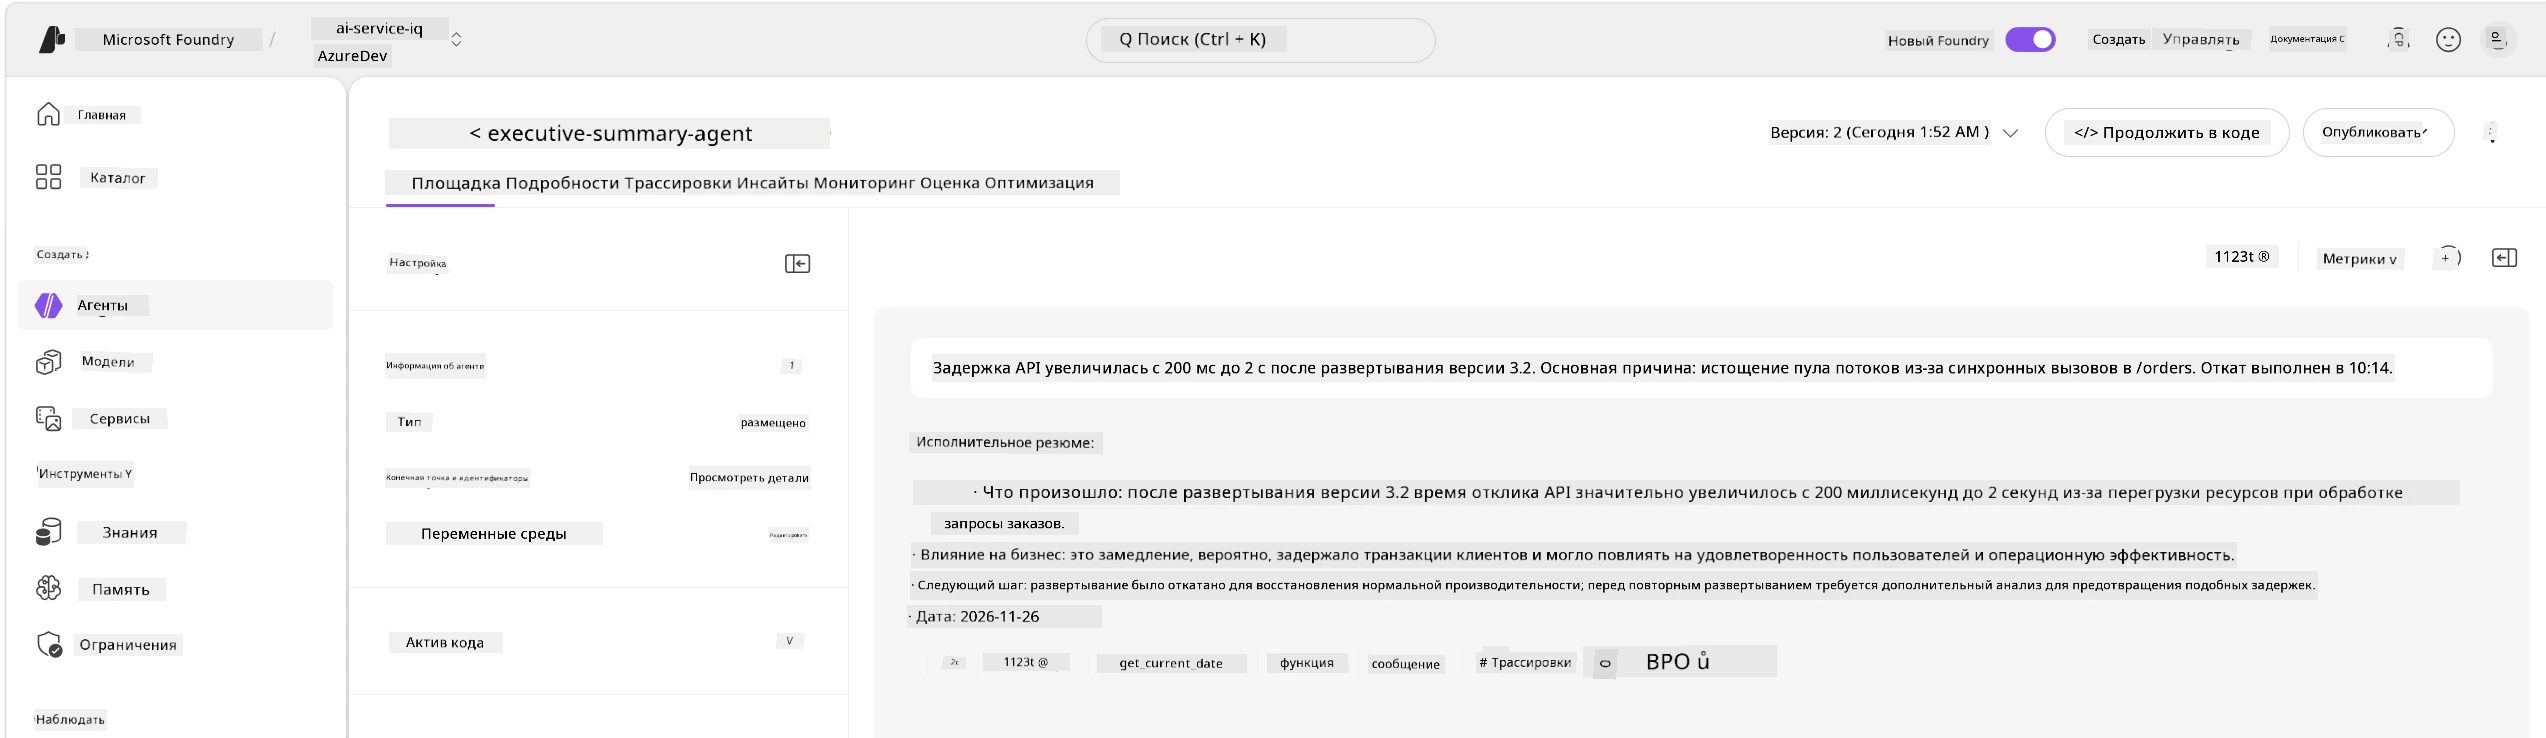 Microsoft Foundry /
ai-service-iq
AzureDev
Q Поиск (Ctrl + K)
Новый Foundry
Создать
Управлять
Документация С
Главная
Каталог
Создать
Агенты
Модели
Сервисы
Инструменты Y
Знания
Память
Ограничения
Наблюдать
< executive-summary-agent
Версия: 2 (Сегодня 1:52 AM )
</> Продолжить в коде
Опубликовать
Площадка Подробности Трассировки Инсайты Мониторинг Оценка Оптимизация
Настройка
Информация об агенте
1
Тип
размещено
Конечная точка и идентификаторы
Просмотреть детали
Переменные среды
Редактировать
Актив кода
V
1123t ®
Метрики v
+
Задержка API увеличилась с 200 мс до 2 с после развертывания версии 3.2. Основная причина: истощение пула потоков из-за синхронных вызовов в /orders. Откат выполнен в 10:14.
Исполнительное резюме:
· Что произошло: после развертывания версии 3.2 время отклика API значительно увеличилось с 200 миллисекунд до 2 секунд из-за перегрузки ресурсов при обработке
запросы заказов.
· Влияние на бизнес: это замедление, вероятно, задержало транзакции клиентов и могло повлиять на удовлетворенность пользователей и операционную эффективность.
· Следующий шаг: развертывание было откатано для восстановления нормальной производительности; перед повторным развертыванием требуется дополнительный анализ для предотвращения подобных задержек.
· Дата: 2026-11-26
2с
1123t @
get_current_date
функция
сообщение
# Трассировки
ВРО ů